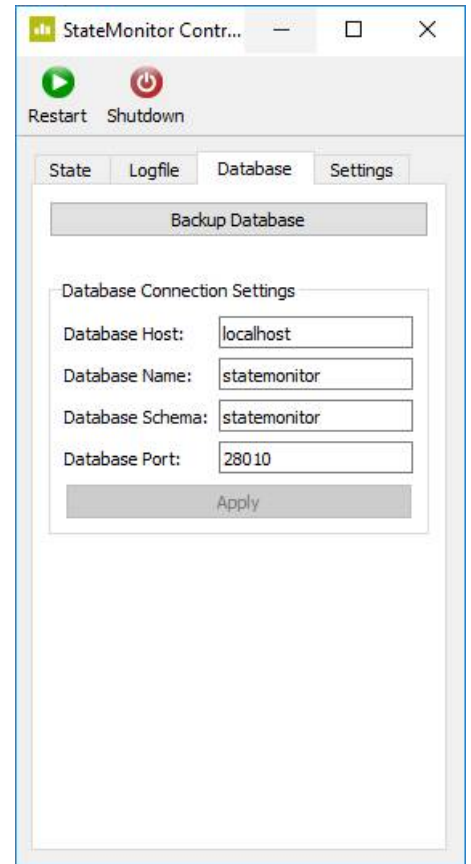 StateMonitor Contr...
Restart Shutdown
State Logfile Database Settings
Backup Database
Database Connection Settings
Database Host: localhost
Database Name: statemonitor
Database Schema: statemonitor
Database Port: 28010
Apply